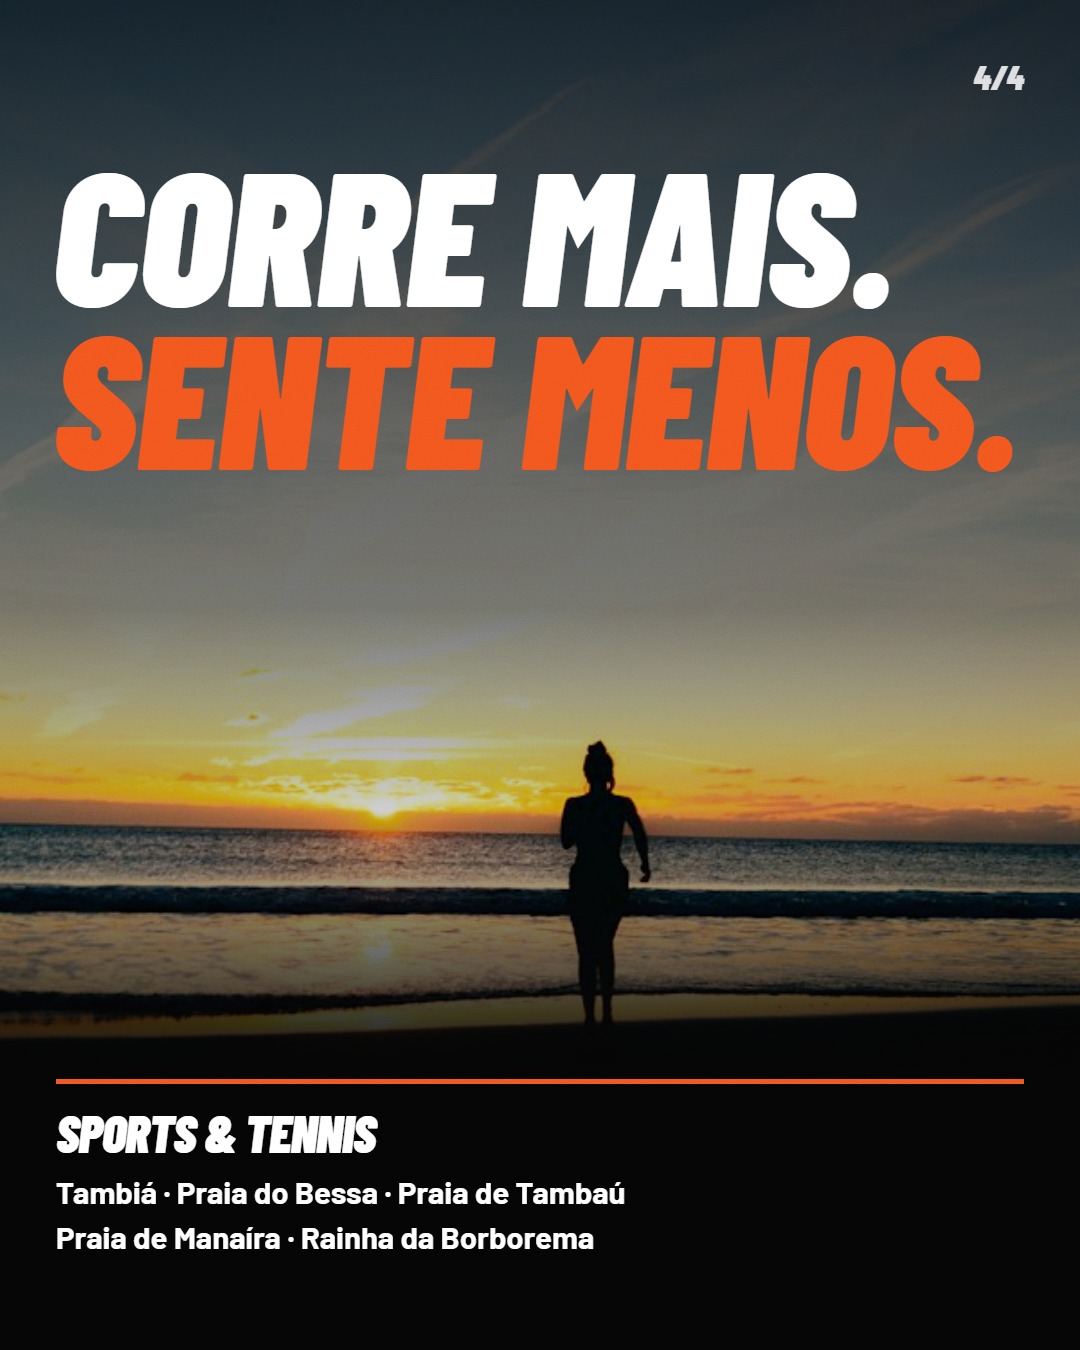 4/4
CORRE MAIS.
SENTE MENOS.
SPORTS & TENNIS
Tambiá · Praia do Bessa · Praia de Tambaú
Praia de Manaíra · Rainha da Borborema